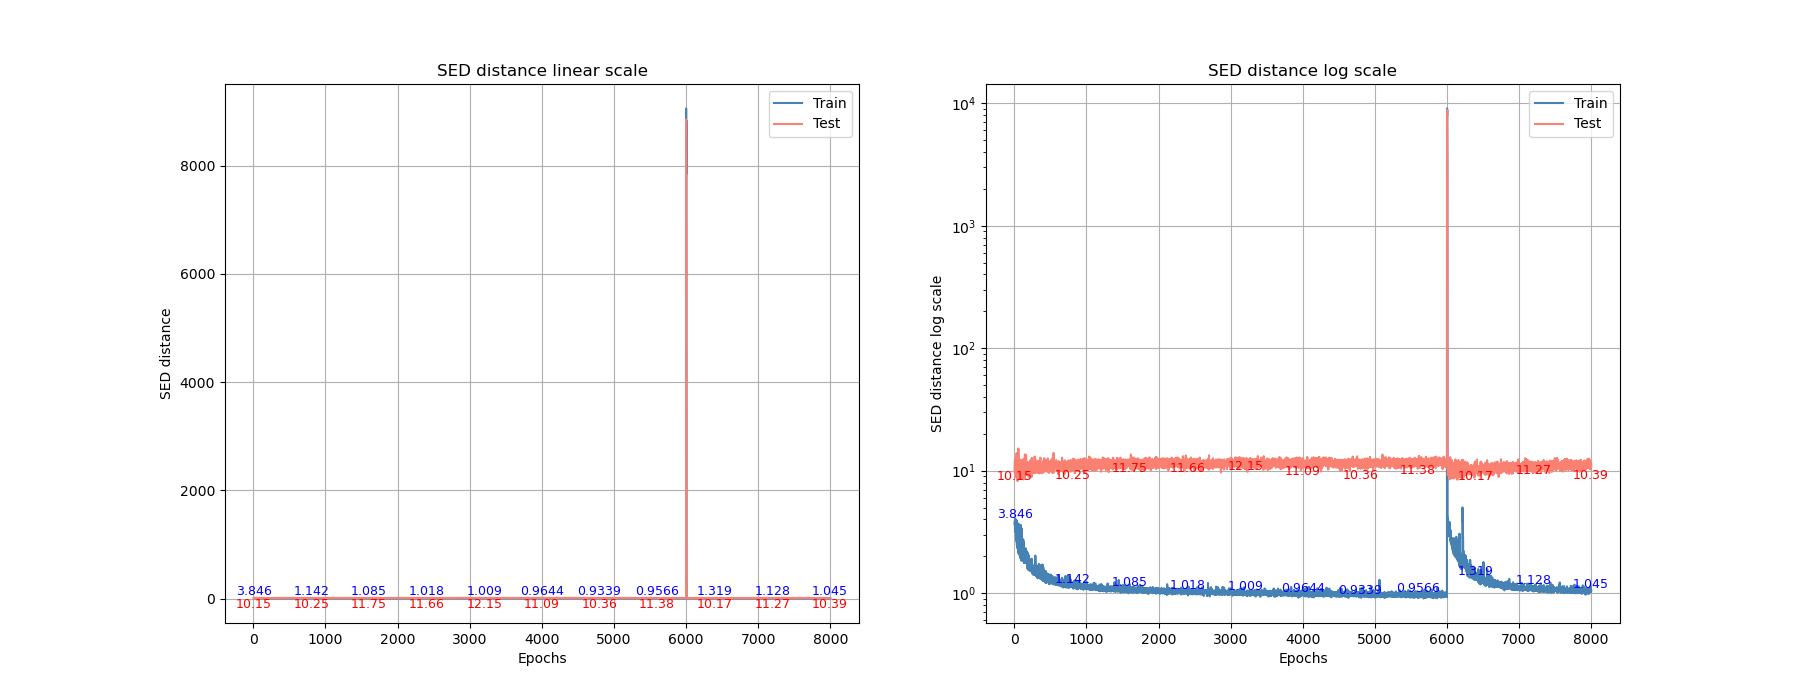 SED distance linear scale
Train
Test
8000
6000
4000
2000
0
SED distance
3.846 1.142 1.085 1.018 1.009 0.9644 0.9339 0.9566 1.319 1.128 1.045
10.15 10.25 11.75 11.66 12.15 11.09 10.36 11.38 10.17 11.27 10.39
0 1000 2000 3000 4000 5000 6000 7000 8000
Epochs
SED distance log scale
Train
Test
10⁴
10³
10²
10¹
10⁰
SED distance log scale
10.15 10.25 11.75 11.66 12.15 11.09 10.36 11.38 10.17 11.27 10.39
3.846 1.142 1.085 1.018 1.009 0.9644 0.9339 0.9566 1.319 1.128 1.045
0 1000 2000 3000 4000 5000 6000 7000 8000
Epochs